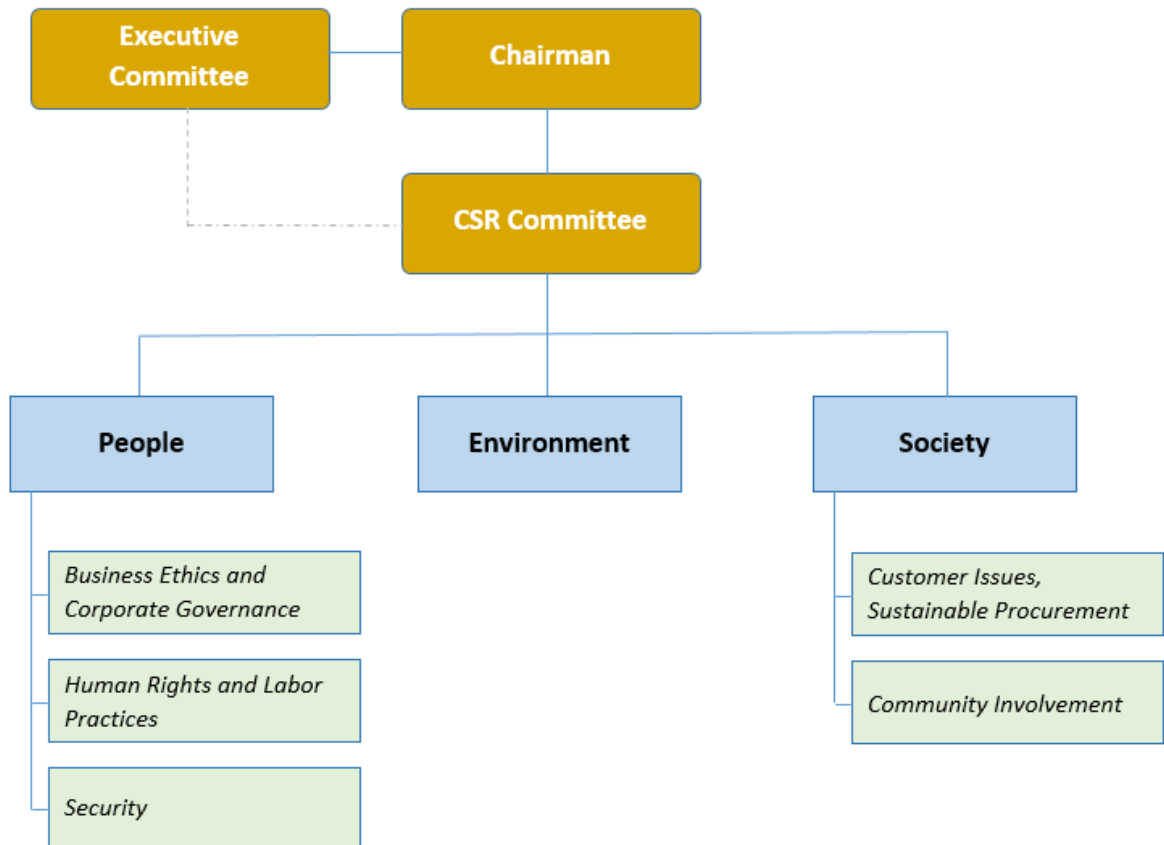 Executive
Committee
Chairman
CSR Committee
People
Environment
Society
Business Ethics and
Corporate Governance
Human Rights and Labor
Practices
Security
Customer Issues,
Sustainable Procurement
Community Involvement